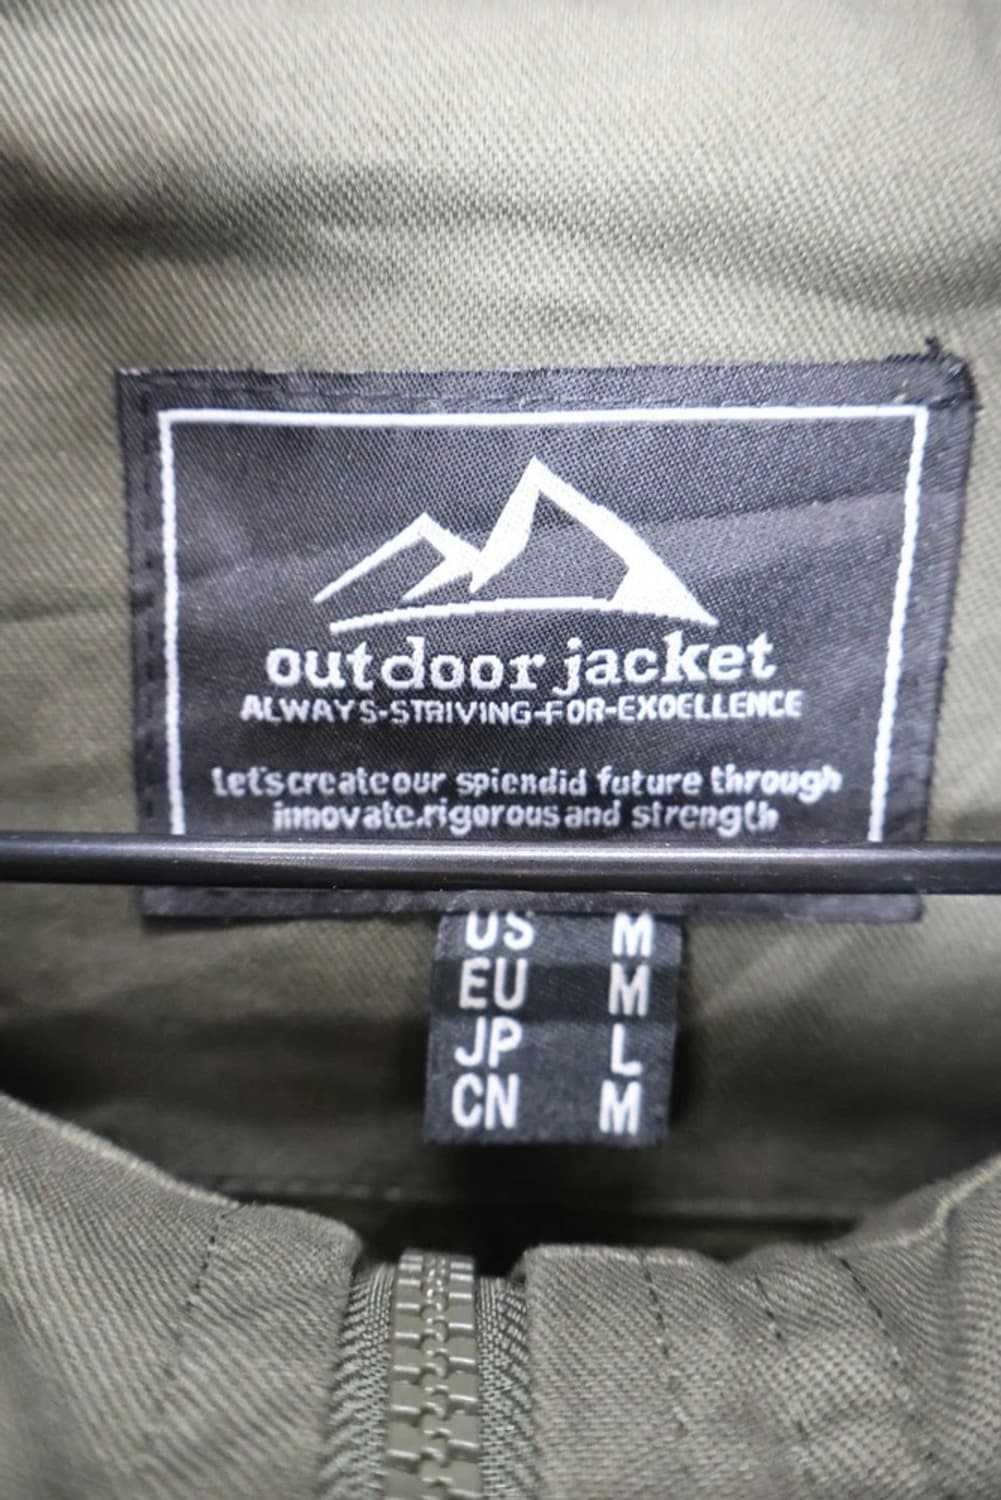 outdoor jacket
ALWAYS-STRIVING-FOR-EXOELLENCE
Let's create our spiendid future through
innovate.rigorous and strength
US M
EU M
JP L
CN M